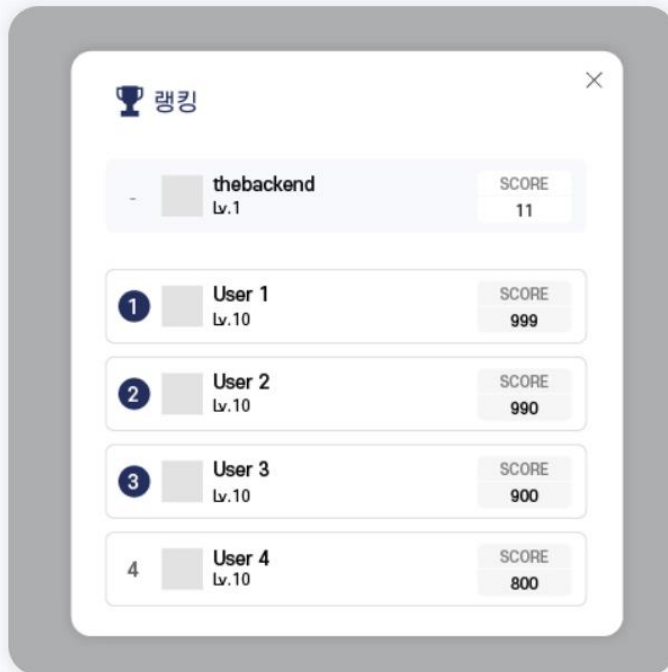 랭킹
-
thebackend
Lv.1
SCORE
11
1
User 1
Lv.10
SCORE
999
2
User 2
Lv.10
SCORE
990
3
User 3
Lv.10
SCORE
900
4
User 4
Lv.10
SCORE
800